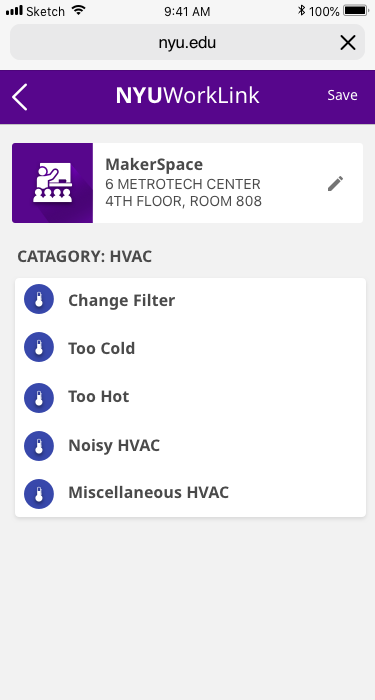 Sketch 9:41 AM 100%
nyu.edu
NYUWorkLink Save
MakerSpace
6 METROTECH CENTER
4TH FLOOR, ROOM 808
CATAGORY: HVAC
Change Filter
Too Cold
Too Hot
Noisy HVAC
Miscellaneous HVAC